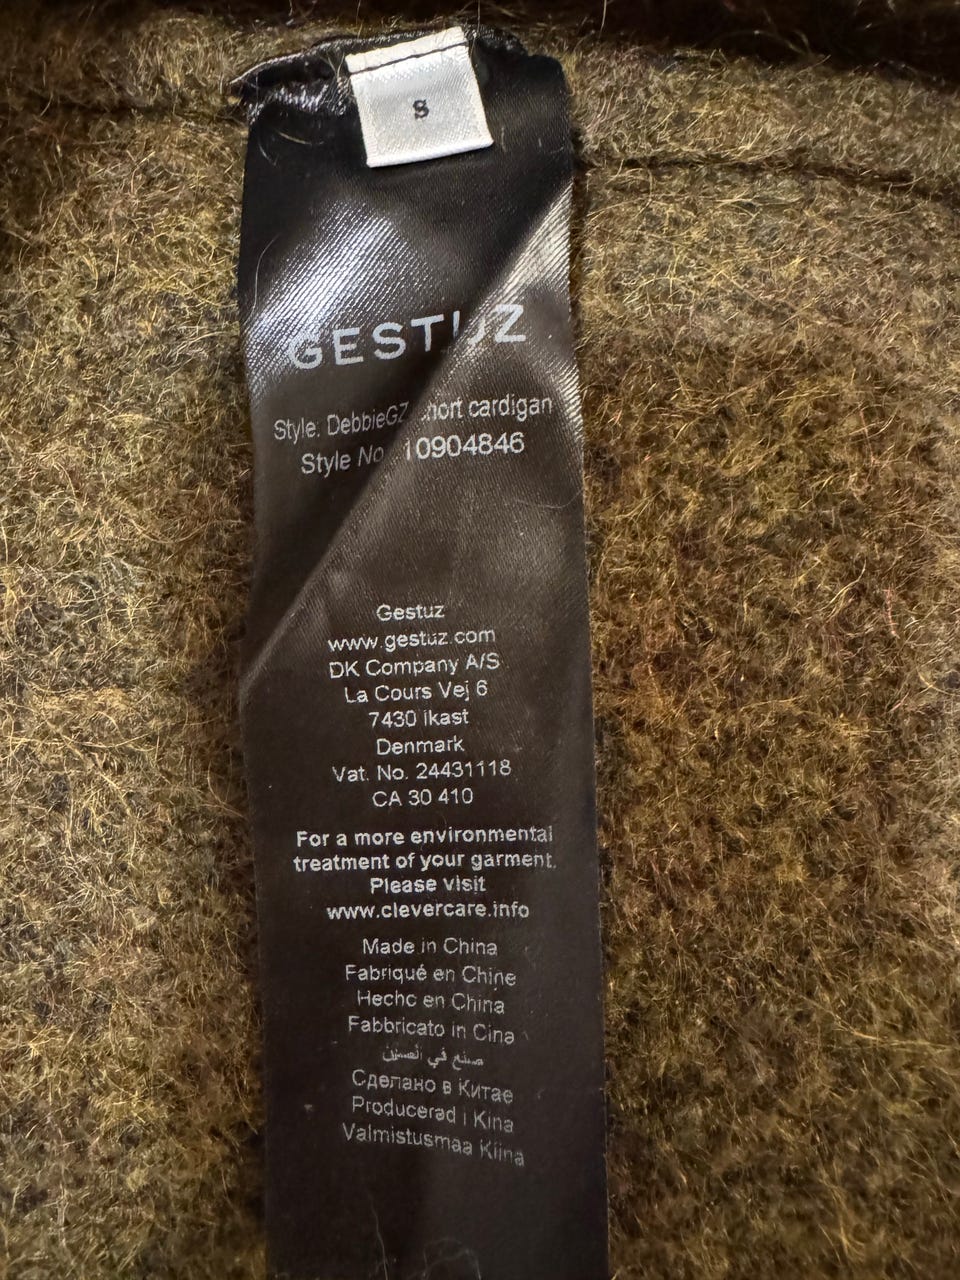 S
GESTUZ
Style. DebbieGZ short cardigan
Style No 10904846
Gestuz
www.gestuz.com
DK Company A/S
La Cours Vej 6
7430 Ikast
Denmark
Vat. No. 24431118
CA 30 410
For a more environmental
treatment of your garment.
Please visit
www.clevercare.info
Made in China
Fabriqué en Chine
Hecho en China
Fabbricato in Cina
صنع في الصين
Сделано в Китае
Producerad i Kina
Valmistusmaa Kiina